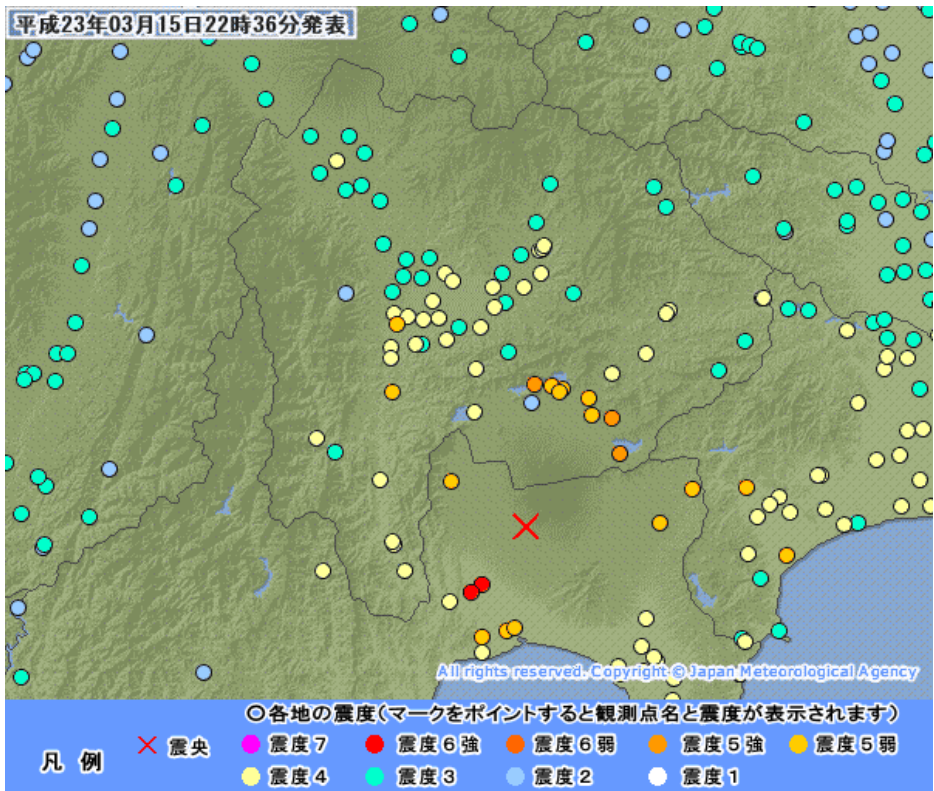 平成23年03月15日22時36分発表
All rights reserved. Copyright © Japan Meteorological Agency
○各地の震度(マークをポイントすると観測点名と震度が表示されます)
凡 例 震央 震度7 震度6強 震度6弱 震度5強 震度5弱
震度4 震度3 震度2 震度1